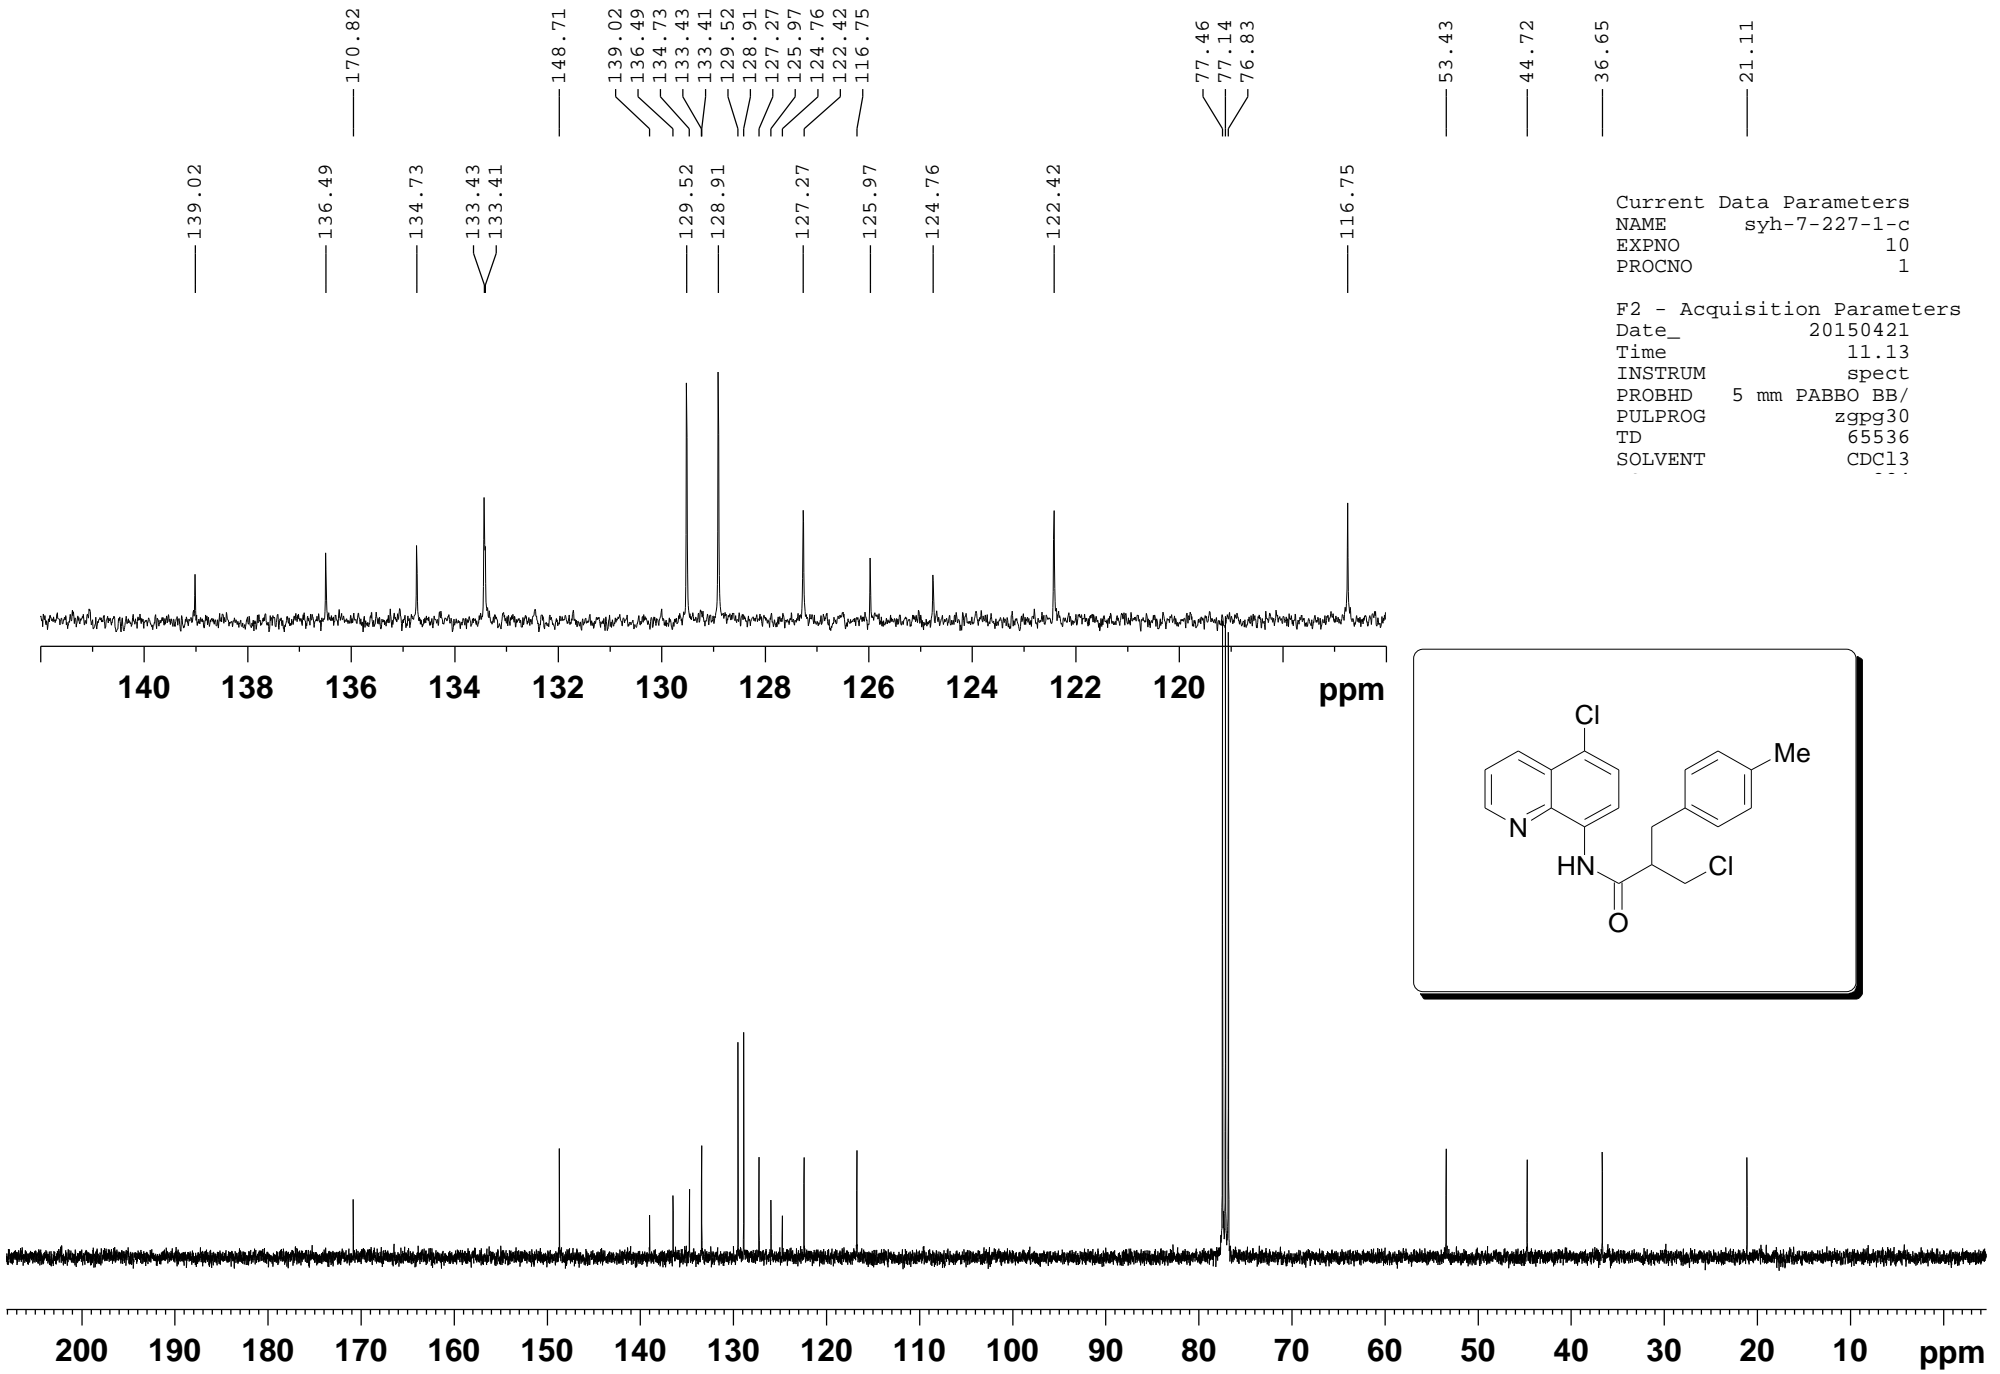 170.82
148.71
139.02
136.49
134.73
133.43
133.41
129.52
128.91
127.27
125.97
124.76
122.42
116.75
77.46
77.14
76.83
53.43
44.72
36.65
21.11
139.02
136.49
134.73
133.43
133.41
129.52
128.91
127.27
125.97
124.76
122.42
116.75
Current Data Parameters
NAME syh-7-227-1-c
EXPNO 10
PROCNO 1
F2 - Acquisition Parameters
Date_ 20150421
Time 11.13
INSTRUM spect
PROBHD 5 mm PABBO BB/
PULPROG zgpg30
TD 65536
SOLVENT CDCl3
140 138 136 134 132 130 128 126 124 122 120 ppm
Cl
Me
N
HN
Cl
O
200 190 180 170 160 150 140 130 120 110 100 90 80 70 60 50 40 30 20 10 ppm